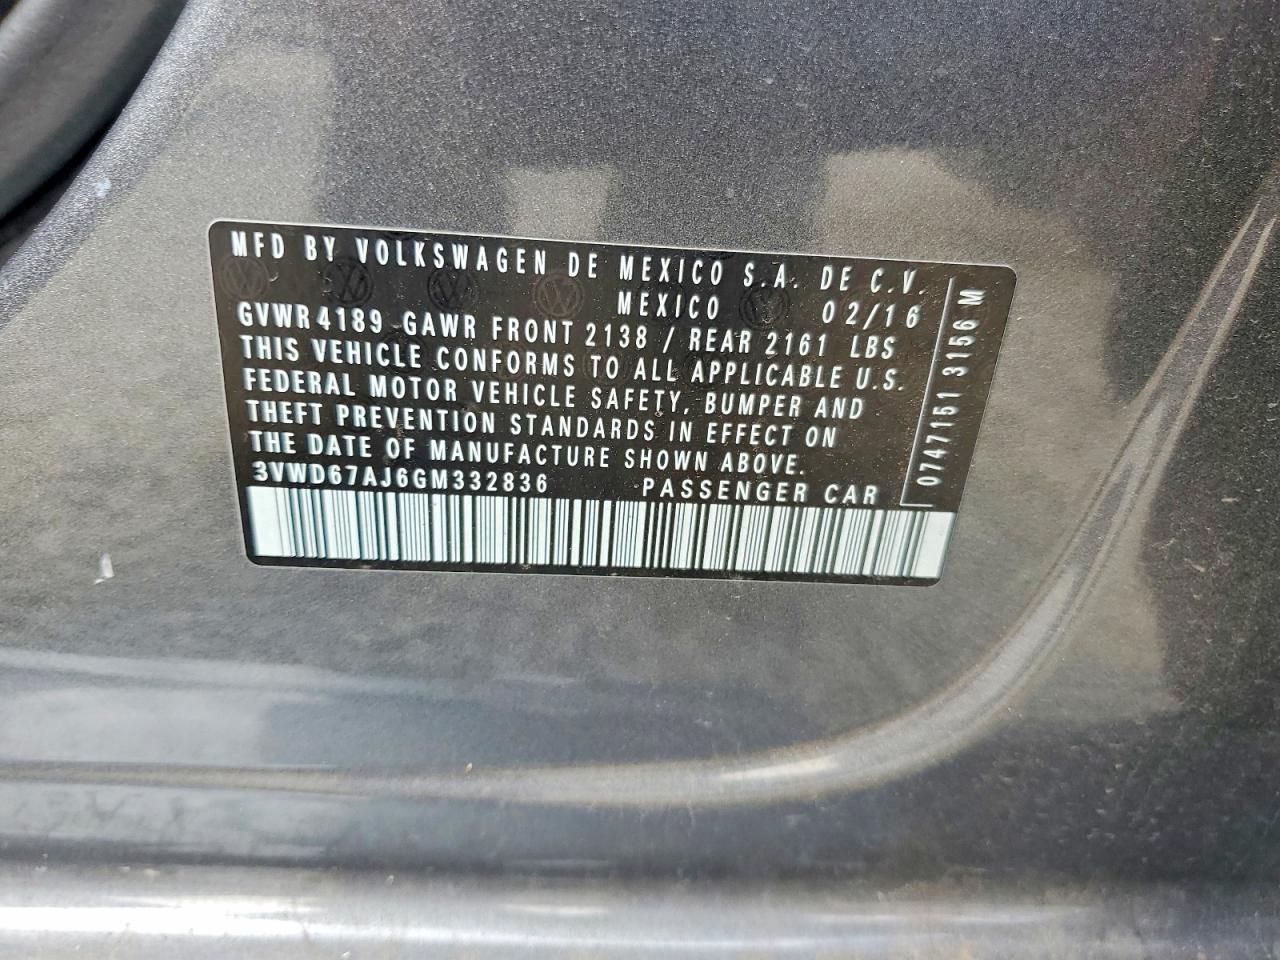 MFD BY VOLKSWAGEN DE MEXICO S.A. DE C.V.
MEXICO 02/16
GVWR 4189 GAWR FRONT 2138 / REAR 2161 LBS
THIS VEHICLE CONFORMS TO ALL APPLICABLE U.S.
FEDERAL MOTOR VEHICLE SAFETY, BUMPER AND
THEFT PREVENTION STANDARDS IN EFFECT ON
THE DATE OF MANUFACTURE SHOWN ABOVE.
3VWD67AJ6GM332836 PASSENGER CAR
0747151 3156 M